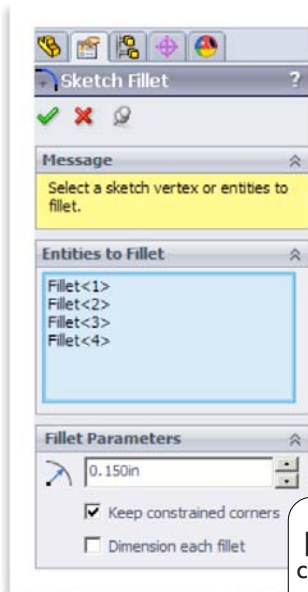 Sketch Fillet ?
Message
Select a sketch vertex or entities to
fillet.
Entities to Fillet
Fillet<1>
Fillet<2>
Fillet<3>
Fillet<4>
Fillet Parameters
0.150in
Keep constrained corners
Dimension each fillet